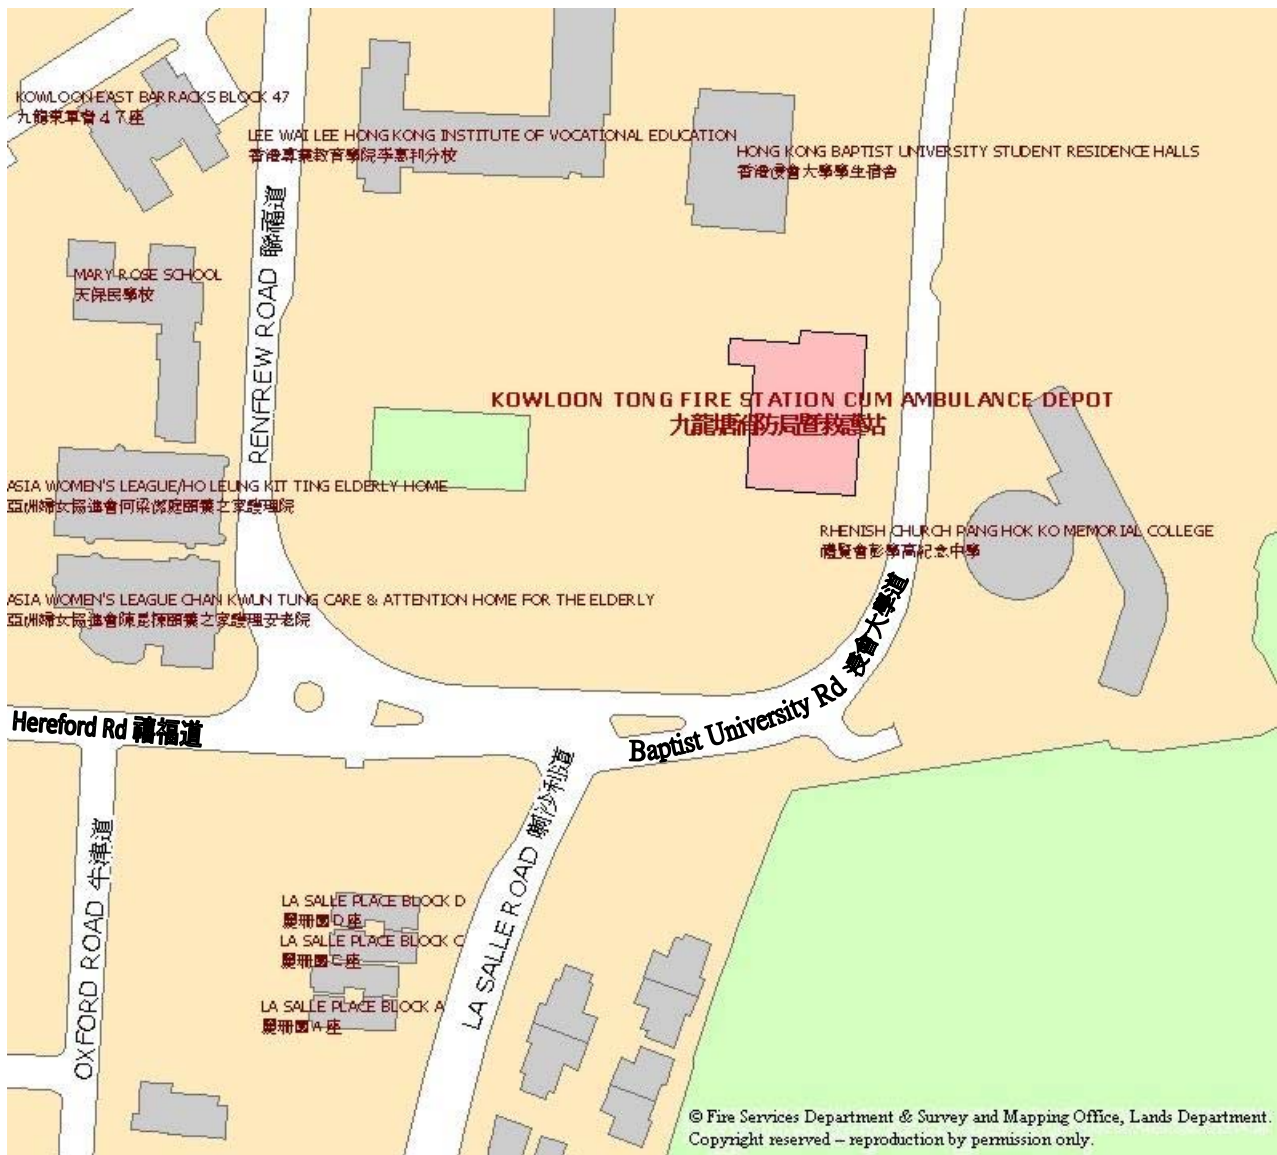 KOWLOON EAST BARRACKS BLOCK 47
九龍東軍營47座
LEE WAI LEE HONG KONG INSTITUTE OF VOCATIONAL EDUCATION
香港專業教育學院李惠利分校
HONG KONG BAPTIST UNIVERSITY STUDENT RESIDENCE HALLS
香港浸會大學學生宿舍
RENFREW ROAD 聯福道
MARY ROSE SCHOOL
天保民學校
KOWLOON TONG FIRE STATION CUM AMBULANCE DEPOT
九龍塘消防局暨救護站
ASIA WOMEN'S LEAGUE/HO LEUNG KIT TING ELDERLY HOME
亞洲婦女協進會何梁潔庭頤養之家護理院
RHENISH CHURCH PANG HOK KO MEMORIAL COLLEGE
禮賢會彭學高紀念中學
ASIA WOMEN'S LEAGUE CHAN KWUN TUNG CARE & ATTENTION HOME FOR THE ELDERLY
亞洲婦女協進會陳昆棟頤養之家護理安老院
Hereford Rd 禧福道
Baptist University Rd 浸會大學道
LA SALLE ROAD 喇沙利道
OXFORD ROAD 牛津道
LA SALLE PLACE BLOCK D
麗珊園D座
LA SALLE PLACE BLOCK C
麗珊園C座
LA SALLE PLACE BLOCK A
麗珊園A座
© Fire Services Department & Survey and Mapping Office, Lands Department.
Copyright reserved – reproduction by permission only.